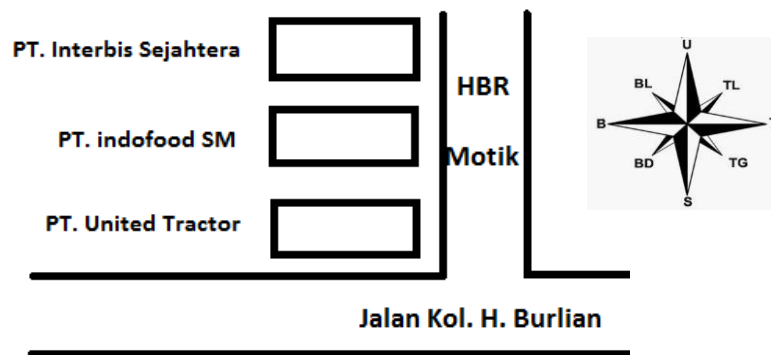 PT. Interbis Sejahtera
PT. indofood SM
PT. United Tractor
HBR
Motik
Jalan Kol. H. Burlian
U
BL
TL
B
T
BD
TG
S